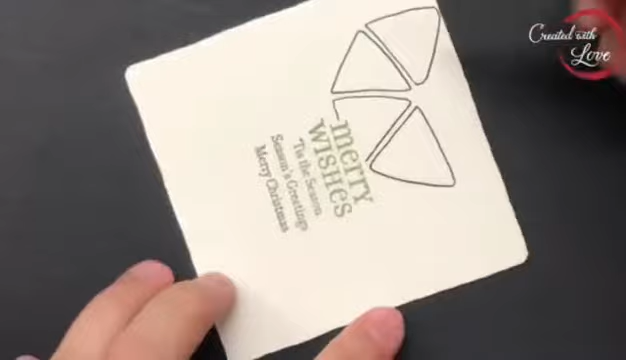 merry
WISHES
'Tis the Season
Season's Greetings
Merry Christmas
Created with
Love